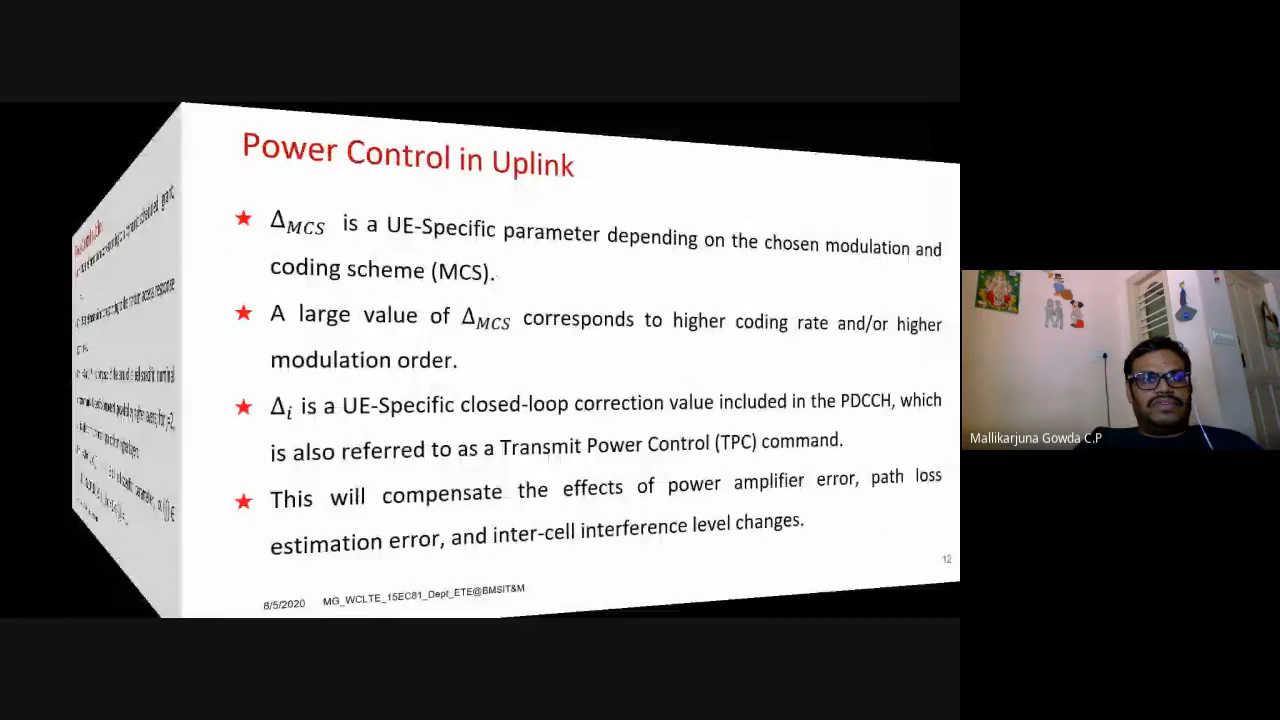 Power Control in Uplink
★ Δ_MCS is a UE-Specific parameter depending on the chosen modulation and
coding scheme (MCS).
★ A large value of Δ_MCS corresponds to higher coding rate and/or higher
modulation order.
★ Δ_i is a UE-Specific closed-loop correction value included in the PDCCH, which
is also referred to as a Transmit Power Control (TPC) command.
★ This will compensate the effects of power amplifier error, path loss
estimation error, and inter-cell interference level changes.
12
8/5/2020 MG_WCLTE_15EC81_Dept_ETE@BMSIT&M
Mallikarjuna Gowda C.P